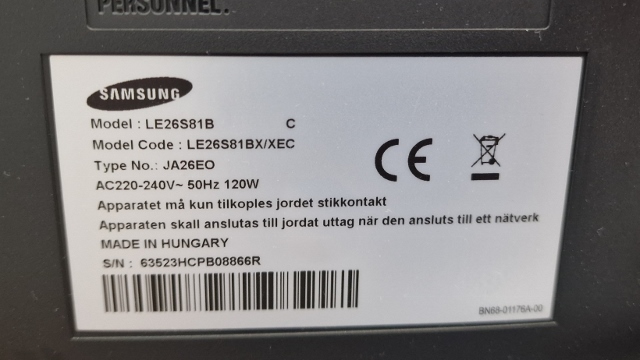 PERSONNEL.
SAMSUNG
Model : LE26S81B C
Model Code : LE26S81BX/XEC
Type No.: JA26EO
AC220-240V~ 50Hz 120W
Apparatet må kun tilkoples jordet stikkontakt
Apparaten skall anslutas till jordat uttag när den ansluts till ett nätverk
MADE IN HUNGARY
S/N : 63523HCPB08866R
CE
BN68-01176A-00